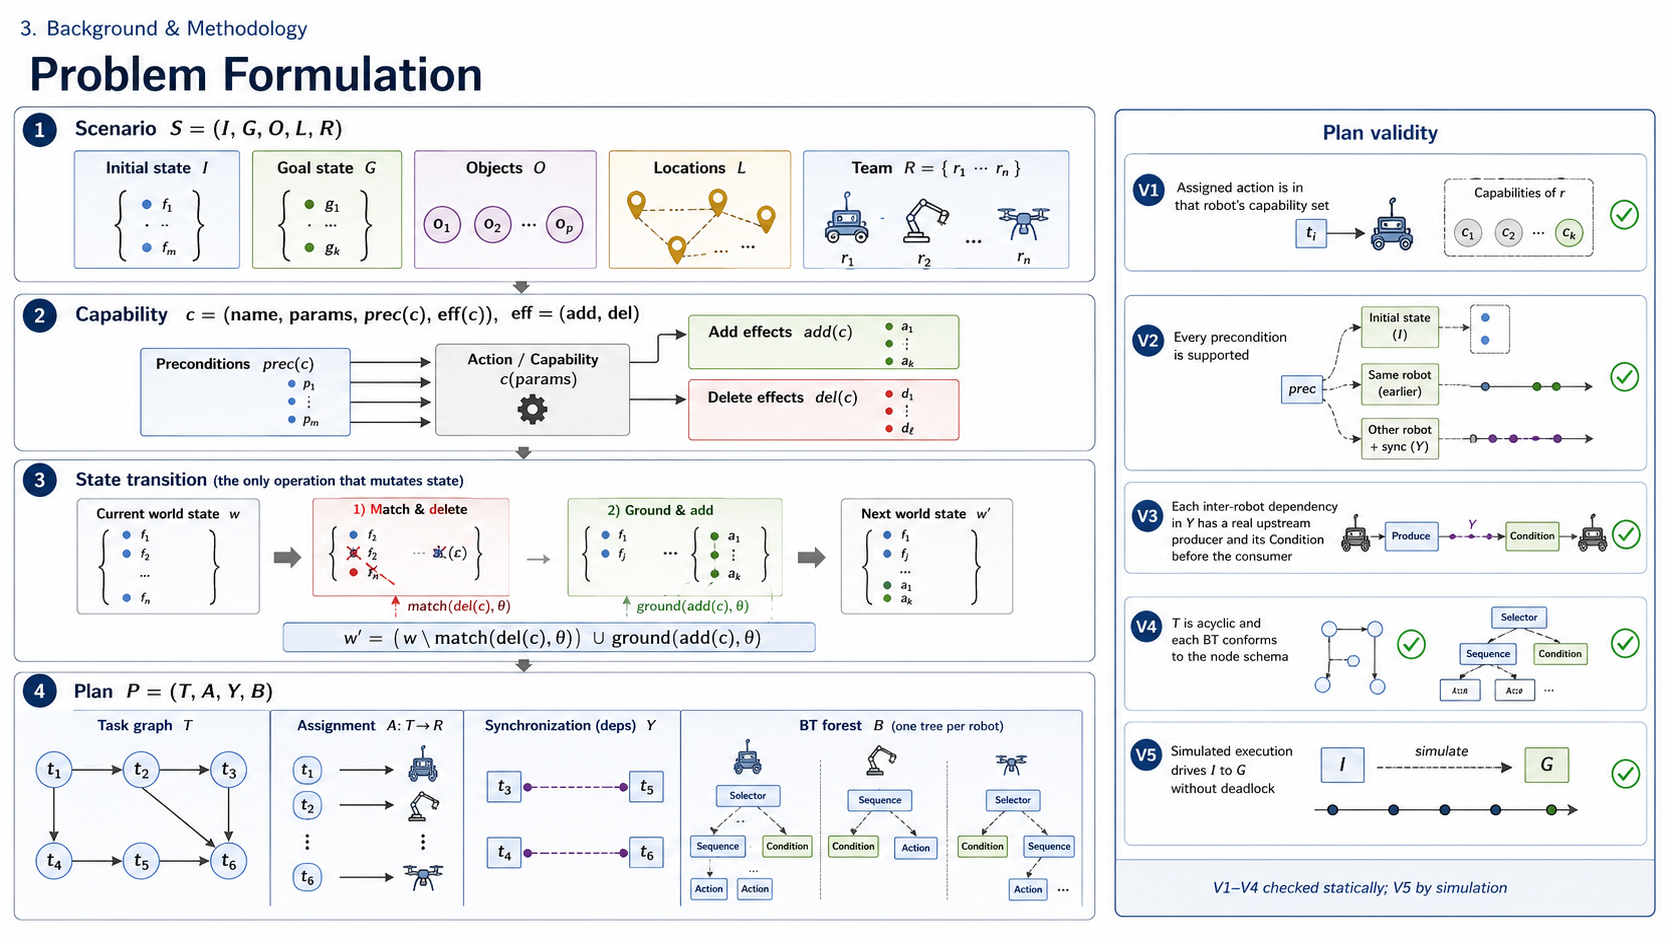 3. Background & Methodology
Problem Formulation
1
Scenario S = (I, G, O, L, R)
Initial state I
f₁
fₘ
Goal state G
g₁
...
gₖ
Objects O
o₁ o₂ ... oₚ
Locations L
... ...
Team R = { r₁ ⋯ rₙ }
...
r₁ r₂ rₙ
2
Capability c = (name, params, prec(c), eff(c)), eff = (add, del)
Preconditions prec(c)
p₁
⋮
pₘ
Action / Capability
c(params)
Add effects add(c)
a₁
⋮
aₖ
Delete effects del(c)
d₁
⋮
dℓ
3
State transition (the only operation that mutates state)
Current world state w
f₁
f₂
...
fₙ
1) Match & delete
f₂
f₂
2) Ground & add
f₁
fⱼ
...
a₁
⋮
aₖ
Next world state w′
f₁
fⱼ
...
a₁
aₖ
match(del(c), θ)
ground(add(c), θ)
w′ = (w \ match(del(c), θ)) ∪ ground(add(c), θ)
4
Plan P = (T, A, Y, B)
Task graph T
t₁ t₂ t₃
t₄ t₅ t₆
Assignment A: T→R
t₁
t₂
⋮ ⋮
t₆
Synchronization (deps) Y
t₃ t₅
t₄ t₆
BT forest B (one tree per robot)
Selector
Sequence Condition
...
Action Action
Sequence
Condition Action
Selector
Condition Sequence
Action ...
Plan validity
V1
Assigned action is in
that robot's capability set
tᵢ
Capabilities of r
c₁ c₂ ... cₖ
V2
Every precondition
is supported
prec
Initial state
(I)
Same robot
(earlier)
Other robot
+ sync (Y)
V3
Each inter-robot dependency
in Y has a real upstream
producer and its Condition
before the consumer
Produce
Y
Condition
V4
T is acyclic and
each BT conforms
to the node schema
Selector
Sequence Condition
...
V5
Simulated execution
drives I to G
without deadlock
I
simulate
G
V1–V4 checked statically; V5 by simulation